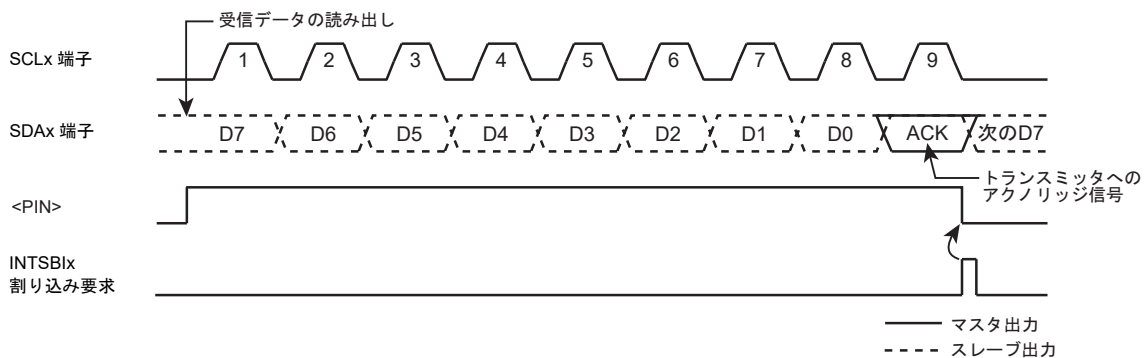 受信データの読み出し
SCLx 端子
1 2 3 4 5 6 7 8 9
SDAx 端子
D7 D6 D5 D4 D3 D2 D1 D0 ACK 次のD7
トランスミッタへの
アクノリッジ信号
<PIN>
INTSBIx
割り込み要求
マスタ出力
スレーブ出力